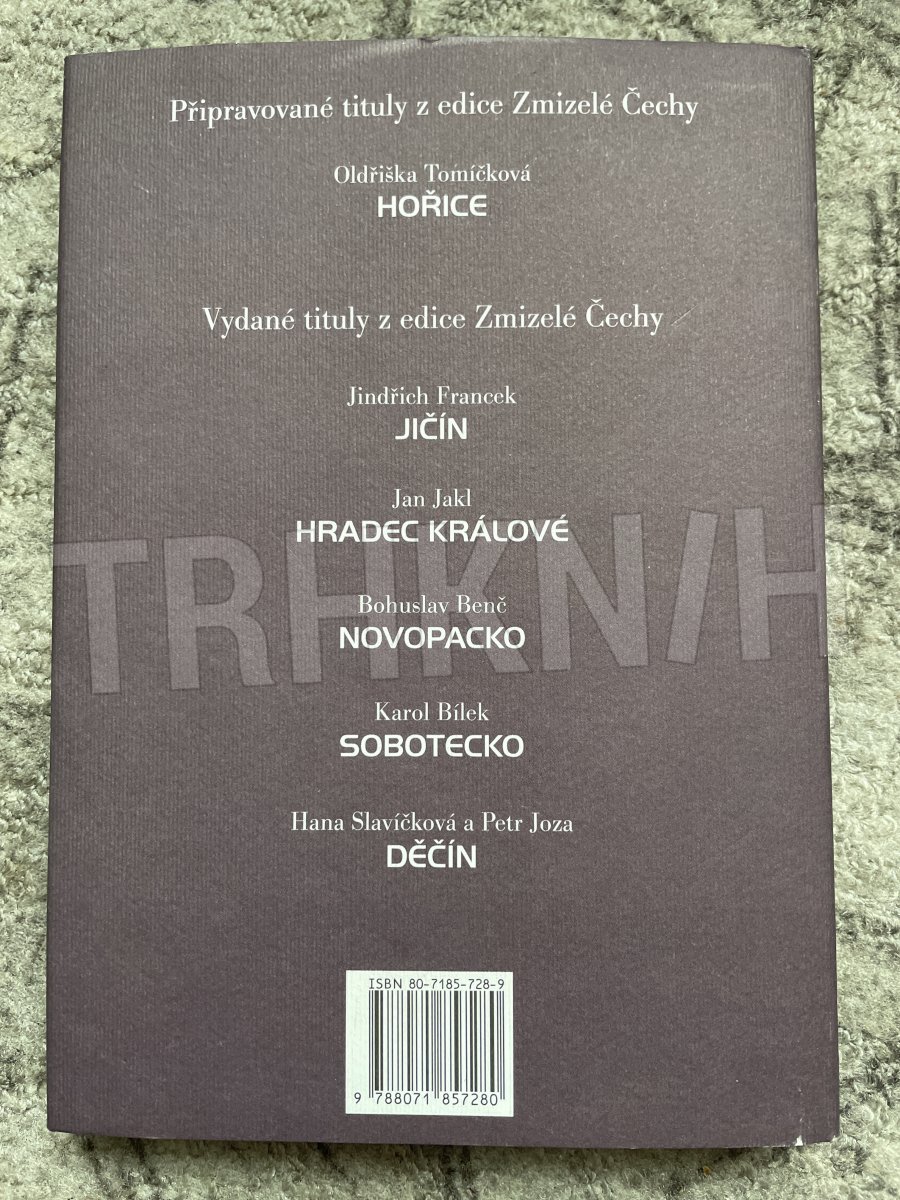 Připravované tituly z edice Zmizelé Čechy
Oldřiška Tomíčková
HOŘICE
Vydané tituly z edice Zmizelé Čechy
Jindřich Francek
JIČÍN
Jan Jakl
HRADEC KRÁLOVÉ
TRHKNIH
Bohuslav Benč
NOVOPACKO
Karol Bílek
SOBOTECKO
Hana Slavíčková a Petr Joza
DĚČÍN
ISBN 80-7185-728-9
9 788071 857280